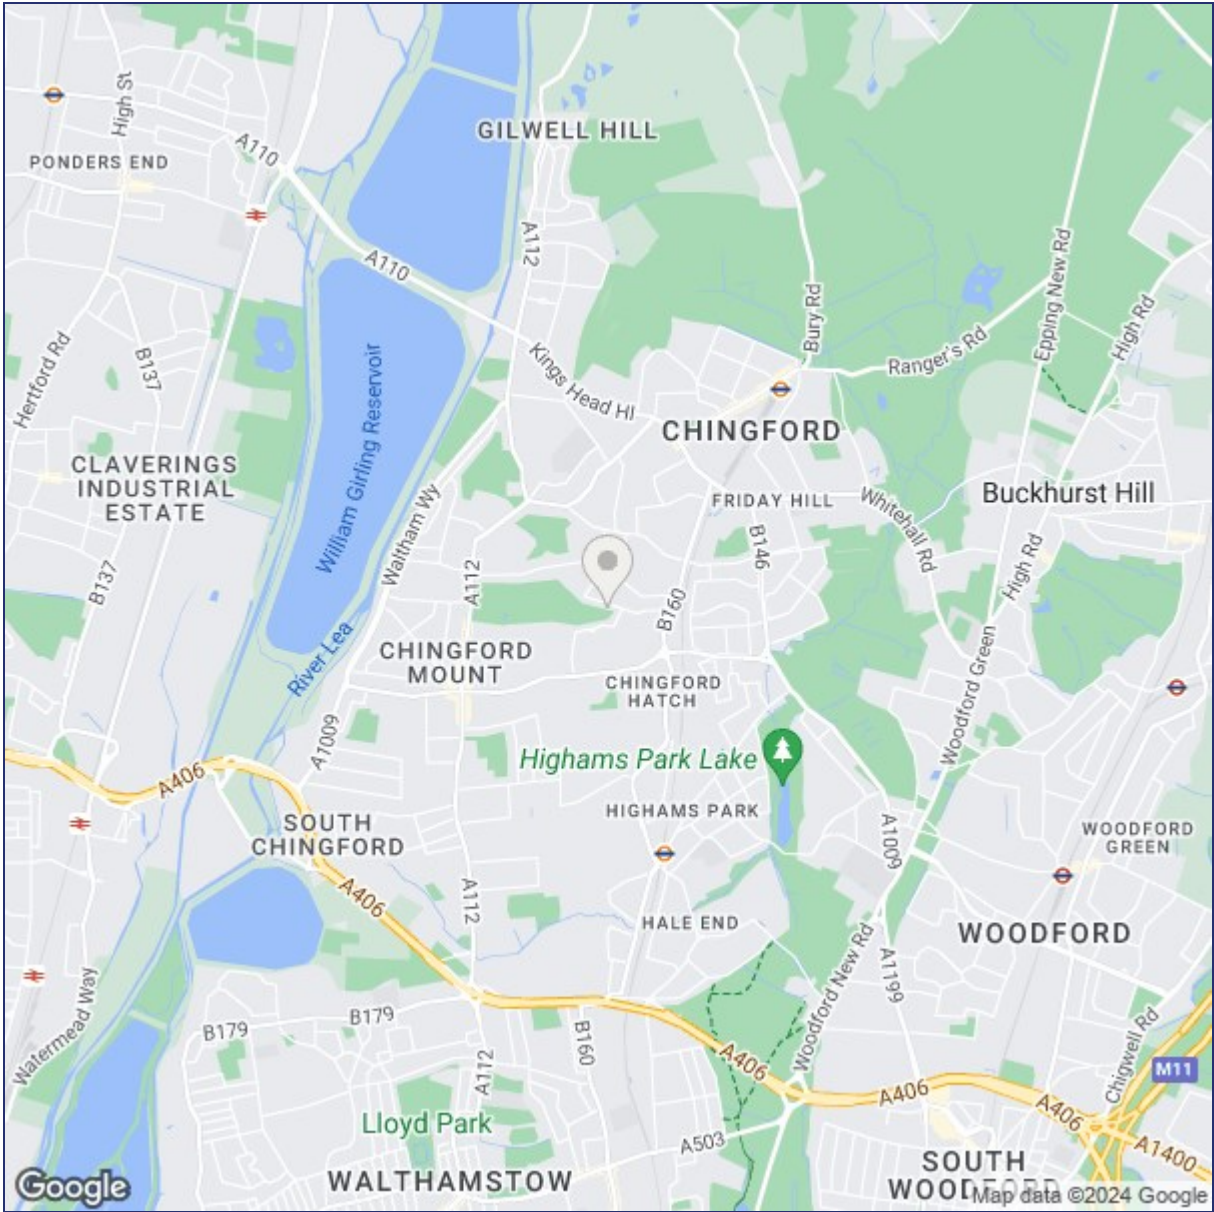 GILWELL HILL
High St
A110
PONDERS END
A112
A110
Bury Rd
Epping New Rd
High Rd
Ranger's Rd
Hertford Rd
B137
Kings Head Hl
William Girling Reservoir
CHINGFORD
CLAVERINGS
INDUSTRIAL
ESTATE
Buckhurst Hill
FRIDAY HILL
Whitehall Rd
Waltham Wy
B146
High Rd
B137
A112
B160
River Lea
CHINGFORD
MOUNT
CHINGFORD
HATCH
Woodford Green
A1009
Highams Park Lake
A406
HIGHAMS PARK
SOUTH
CHINGFORD
A1009
WOODFORD
GREEN
A406
A112
HALE END
WOODFORD
Woodford New Rd
A1199
Watermead Way
B179
B179
B160
A112
A406
Chigwell Rd
M11
A406
A406
A1400
Lloyd Park
A503
WALTHAMSTOW
SOUTH
WOODFORD
Google
Map data ©2024 Google